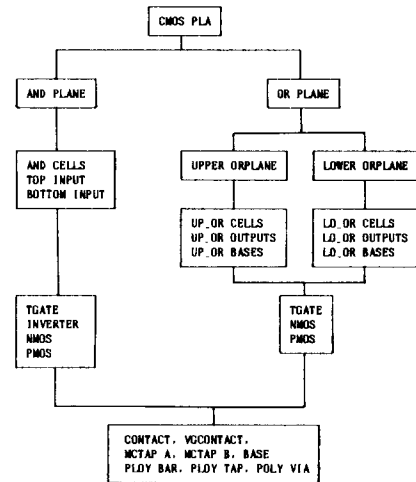 CMOS PLA
AND PLANE
OR PLANE
AND CELLS
TOP INPUT
BOTTOM INPUT
UPPER ORPLANE
LOWER ORPLANE
UP_OR CELLS
UP_OR OUTPUTS
UP_OR BASES
LO_OR CELLS
LO_OR OUTPUTS
LO_OR BASES
TGATE
INVERTER
NMOS
PMOS
TGATE
NMOS
PMOS
CONTACT, VGCONTACT,
MCTAP A, MCTAP B, BASE
PLOY BAR, PLOY TAP, POLY VIA